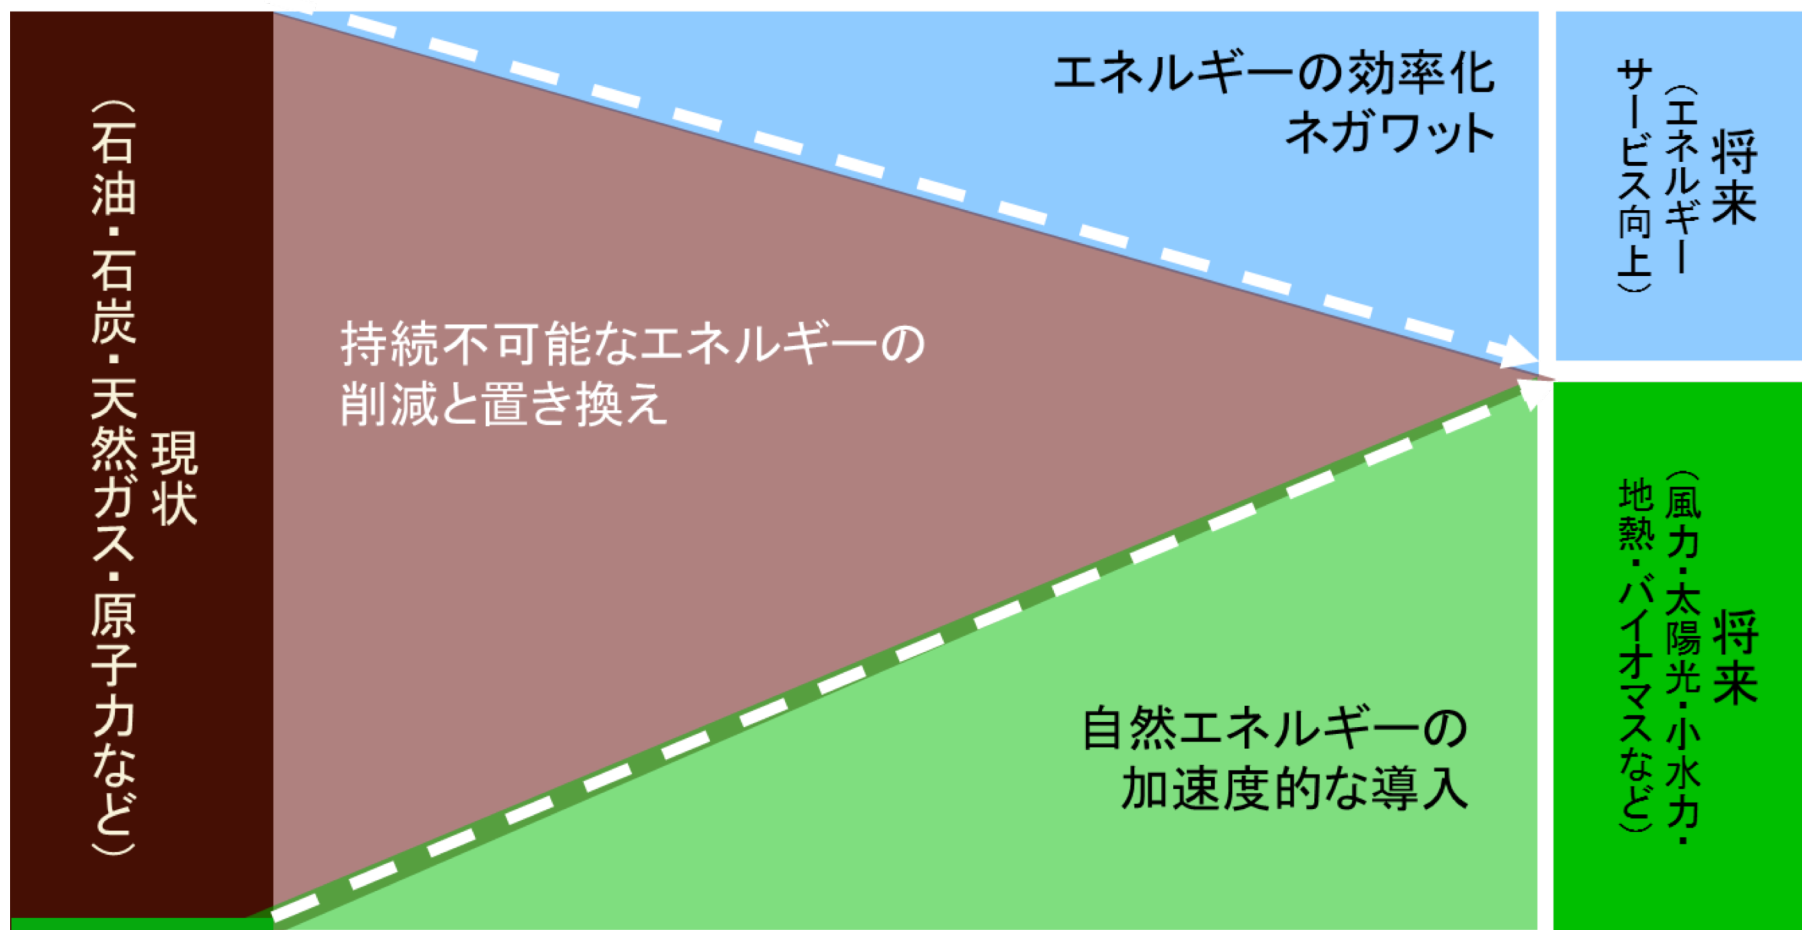 現状
（石油・石炭・天然ガス・原子力など）
持続不可能なエネルギーの
削減と置き換え
エネルギーの効率化
ネガワット
自然エネルギーの
加速度的な導入
将来
（エネルギー
サービス向上）
将来
（風力・太陽光・小水力・
地熱・バイオマスなど）